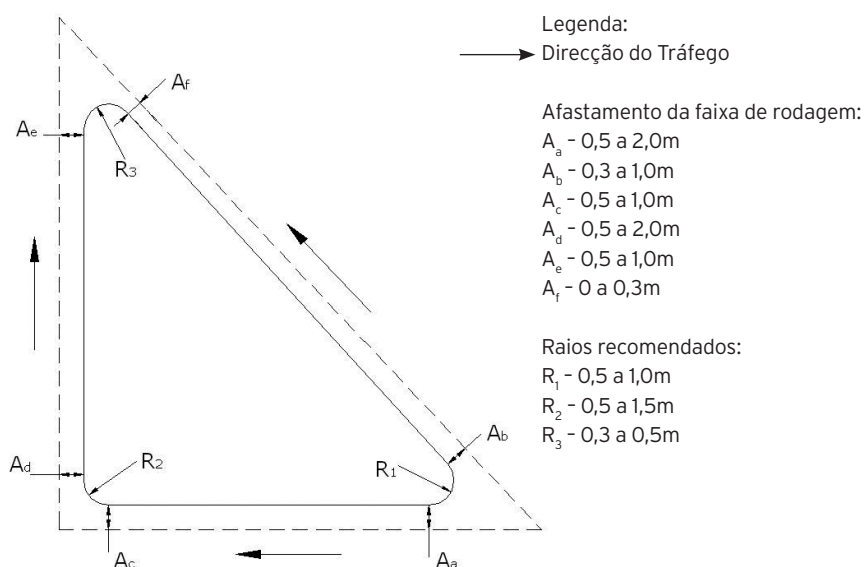 Legenda:
Direcção do Tráfego
Afastamento da faixa de rodagem:
Aa – 0,5 a 2,0m
Ab – 0,3 a 1,0m
Ac – 0,5 a 1,0m
Ad – 0,5 a 2,0m
Ae – 0,5 a 1,0m
Af – 0 a 0,3m
Raios recomendados:
R1 – 0,5 a 1,0m
R2 – 0,5 a 1,5m
R3 – 0,3 a 0,5m
Af
Ae
R3
Ab
Ad
R2
R1
Ac
Aa